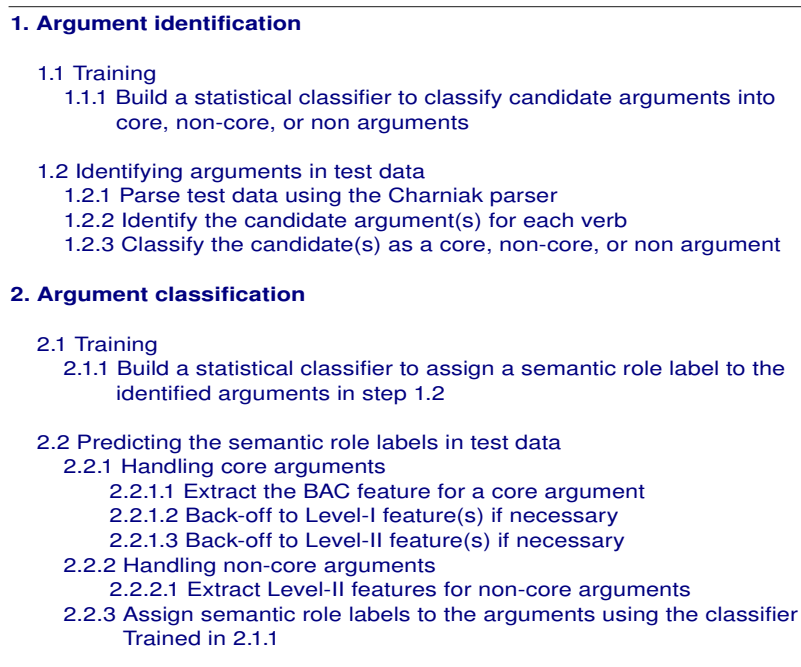 1. Argument identification
1.1 Training
1.1.1 Build a statistical classifier to classify candidate arguments into
core, non-core, or non arguments
1.2 Identifying arguments in test data
1.2.1 Parse test data using the Charniak parser
1.2.2 Identify the candidate argument(s) for each verb
1.2.3 Classify the candidate(s) as a core, non-core, or non argument
2. Argument classification
2.1 Training
2.1.1 Build a statistical classifier to assign a semantic role label to the
identified arguments in step 1.2
2.2 Predicting the semantic role labels in test data
2.2.1 Handling core arguments
2.2.1.1 Extract the BAC feature for a core argument
2.2.1.2 Back-off to Level-I feature(s) if necessary
2.2.1.3 Back-off to Level-II feature(s) if necessary
2.2.2 Handling non-core arguments
2.2.2.1 Extract Level-II features for non-core arguments
2.2.3 Assign semantic role labels to the arguments using the classifier
Trained in 2.1.1